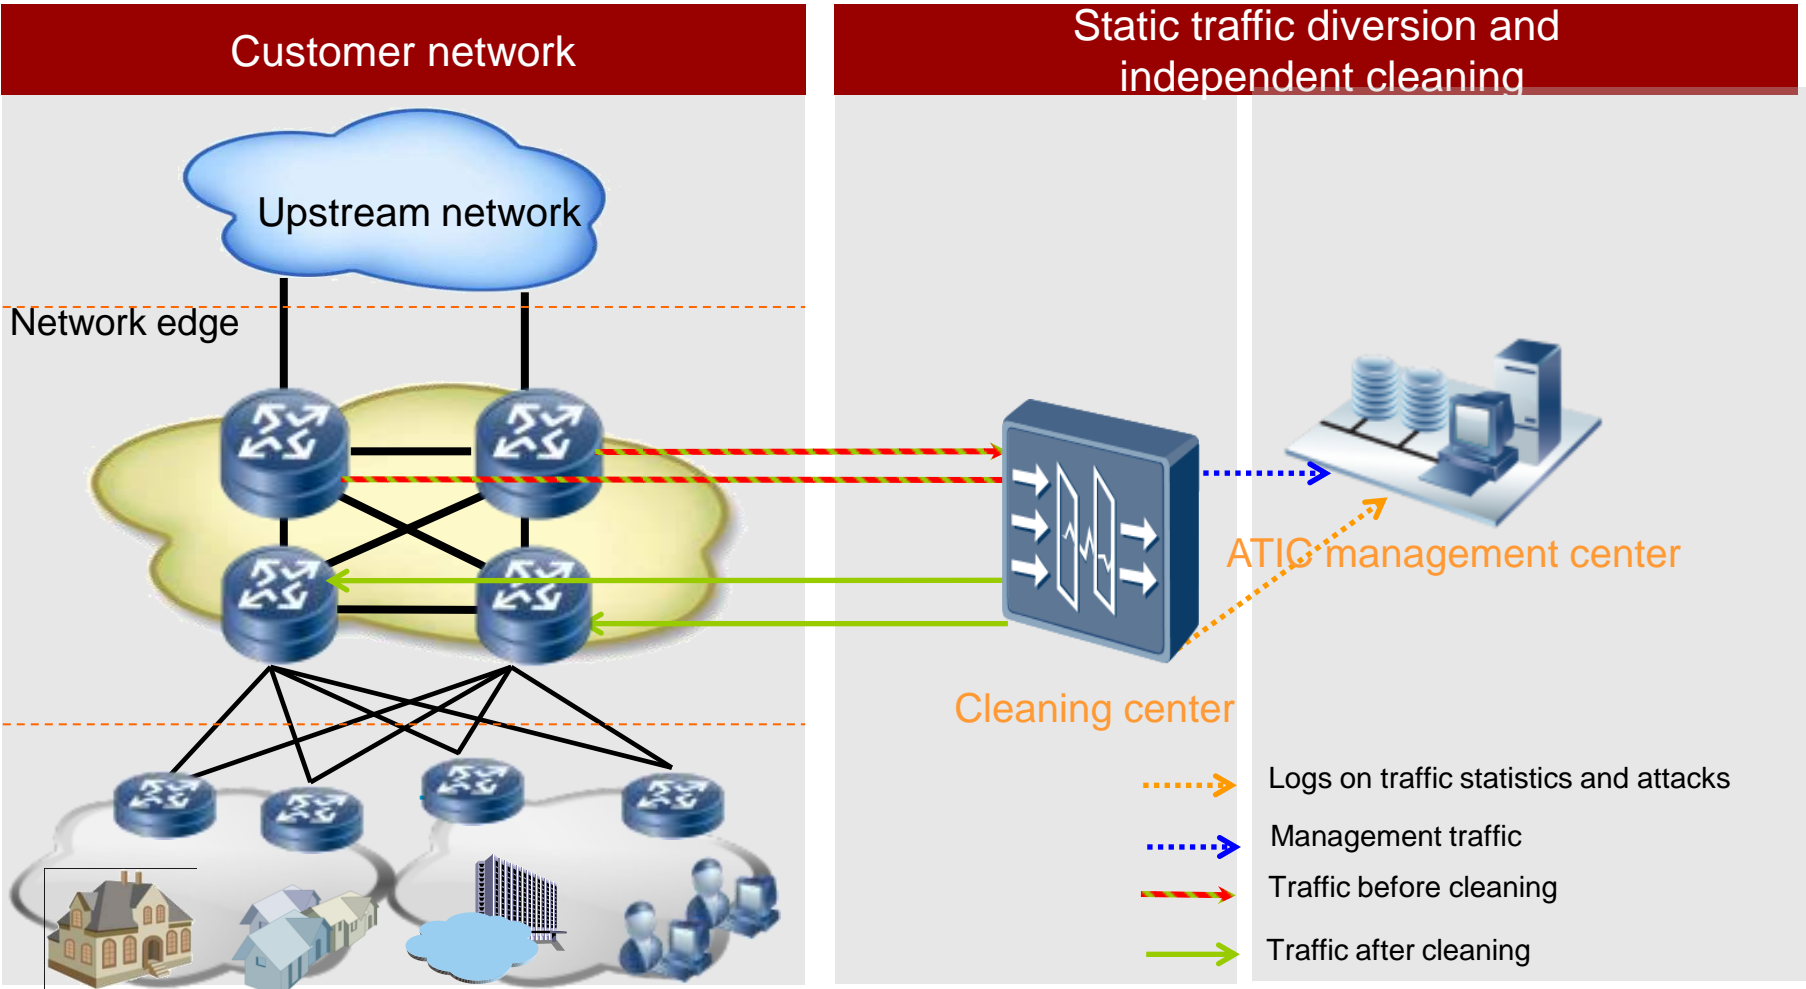 Customer network
Static traffic diversion and
independent cleaning
Upstream network
Network edge
ATIC management center
Cleaning center
Logs on traffic statistics and attacks
Management traffic
Traffic before cleaning
Traffic after cleaning